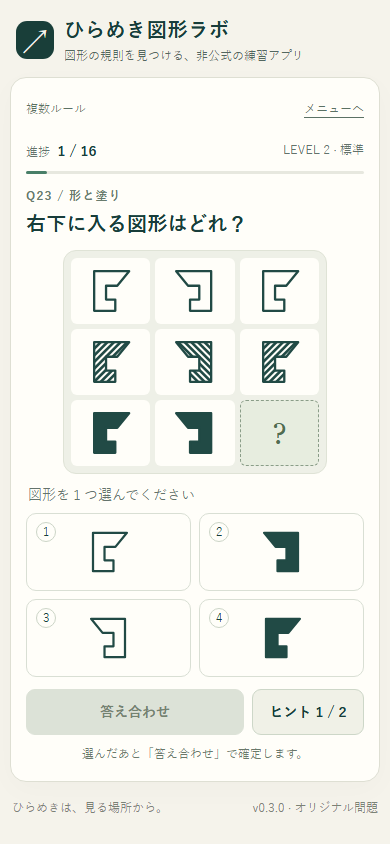 ひらめき図形ラボ
図形の規則を見つける、非公式の練習アプリ
複数ルール
メニューへ
進捗 1 / 16
LEVEL 2 · 標準
Q23 / 形と塗り
右下に入る図形はどれ？
?
図形を1つ選んでください
1
2
3
4
答え合わせ
ヒント 1 / 2
選んだあと「答え合わせ」で確定します。
ひらめきは、見る場所から。
v0.3.0 · オリジナル問題